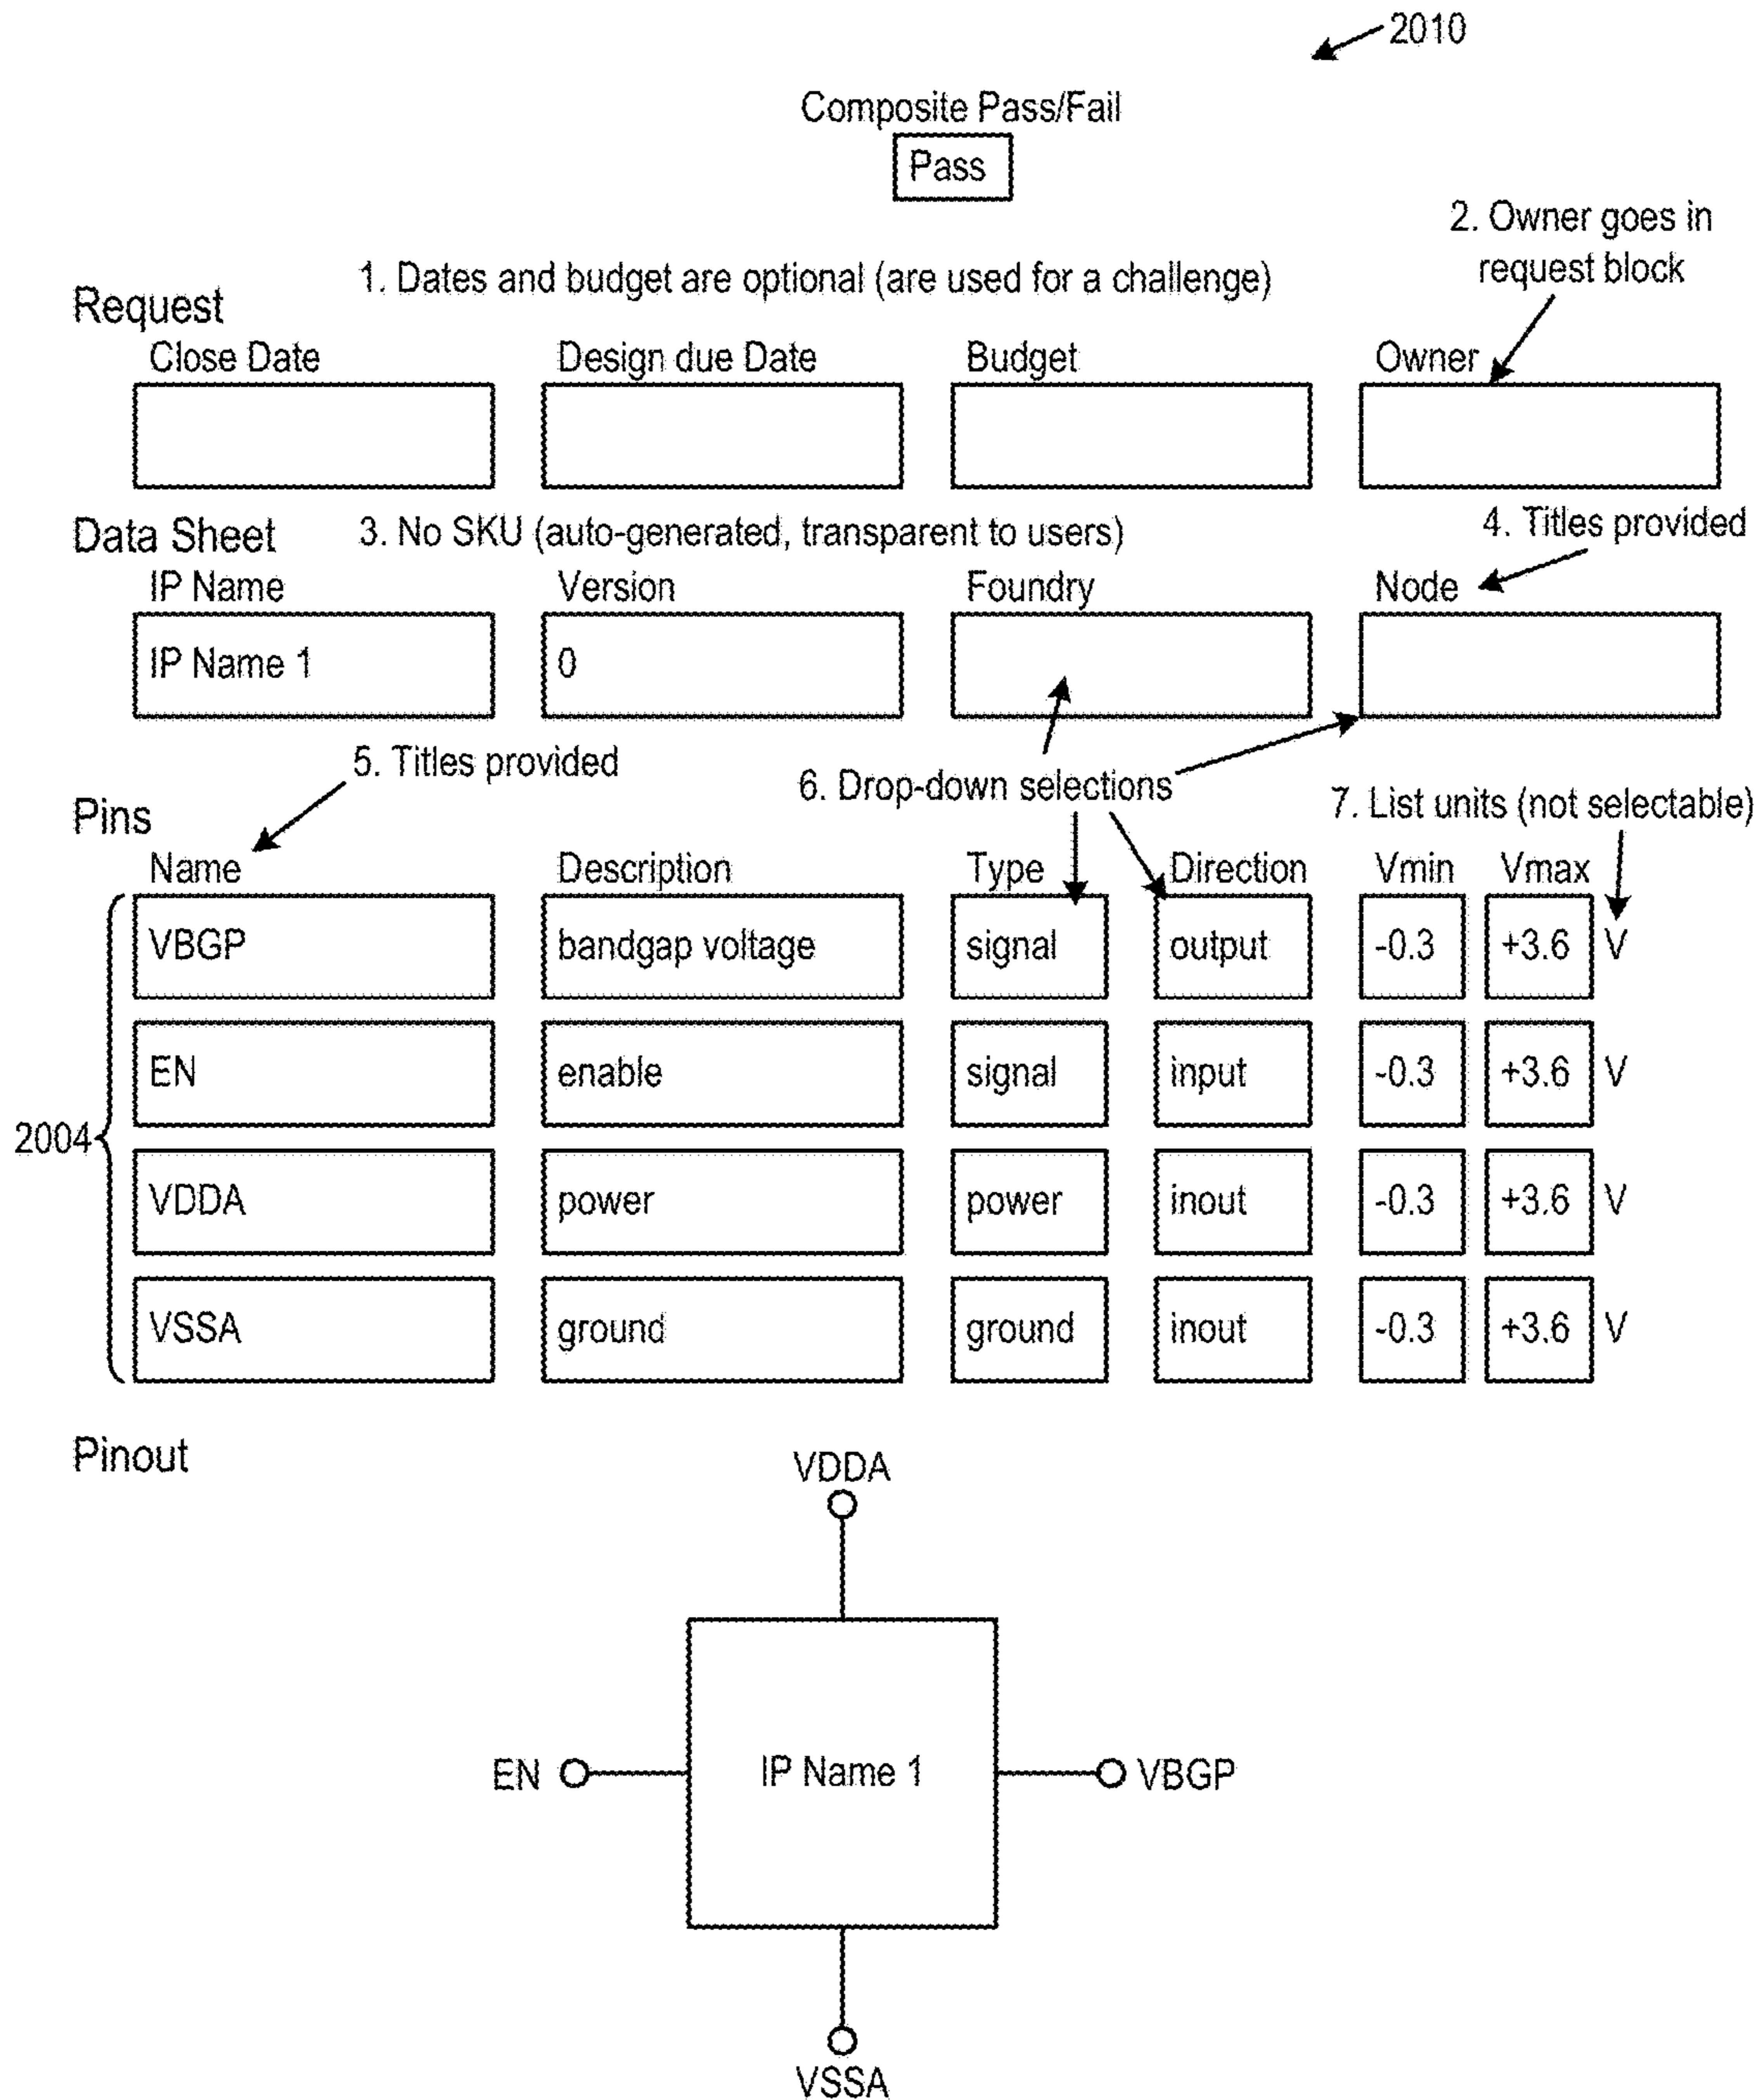 2010
Composite Pass/Fail
Pass
2. Owner goes in
request block
1. Dates and budget are optional (are used for a challenge)
Request
Close Date Design due Date Budget Owner
Data Sheet 3. No SKU (auto-generated, transparent to users) 4. Titles provided
IP Name Version Foundry Node
IP Name 1 0
5. Titles provided 6. Drop-down selections 7. List units (not selectable)
Pins
Name Description Type Direction Vmin Vmax
VBGP bandgap voltage signal output -0.3 +3.6 V
EN enable signal input -0.3 +3.6 V
2004
VDDA power power inout -0.3 +3.6 V
VSSA ground ground inout -0.3 +3.6 V
Pinout
VDDA
EN IP Name 1 VBGP
VSSA